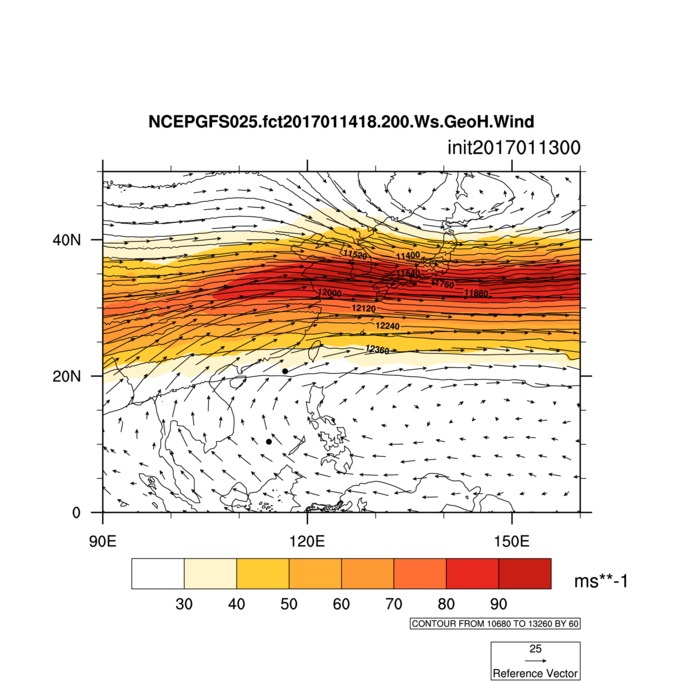 NCEPGFS025.fct2017011418.200.Ws.GeoH.Wind
init2017011300
40N
20N
0
90E 120E 150E
11520
11400
11640
11760
11880
12000
12120
12240
12360
30 40 50 60 70 80 90
ms**-1
CONTOUR FROM 10680 TO 13260 BY 60
25
Reference Vector